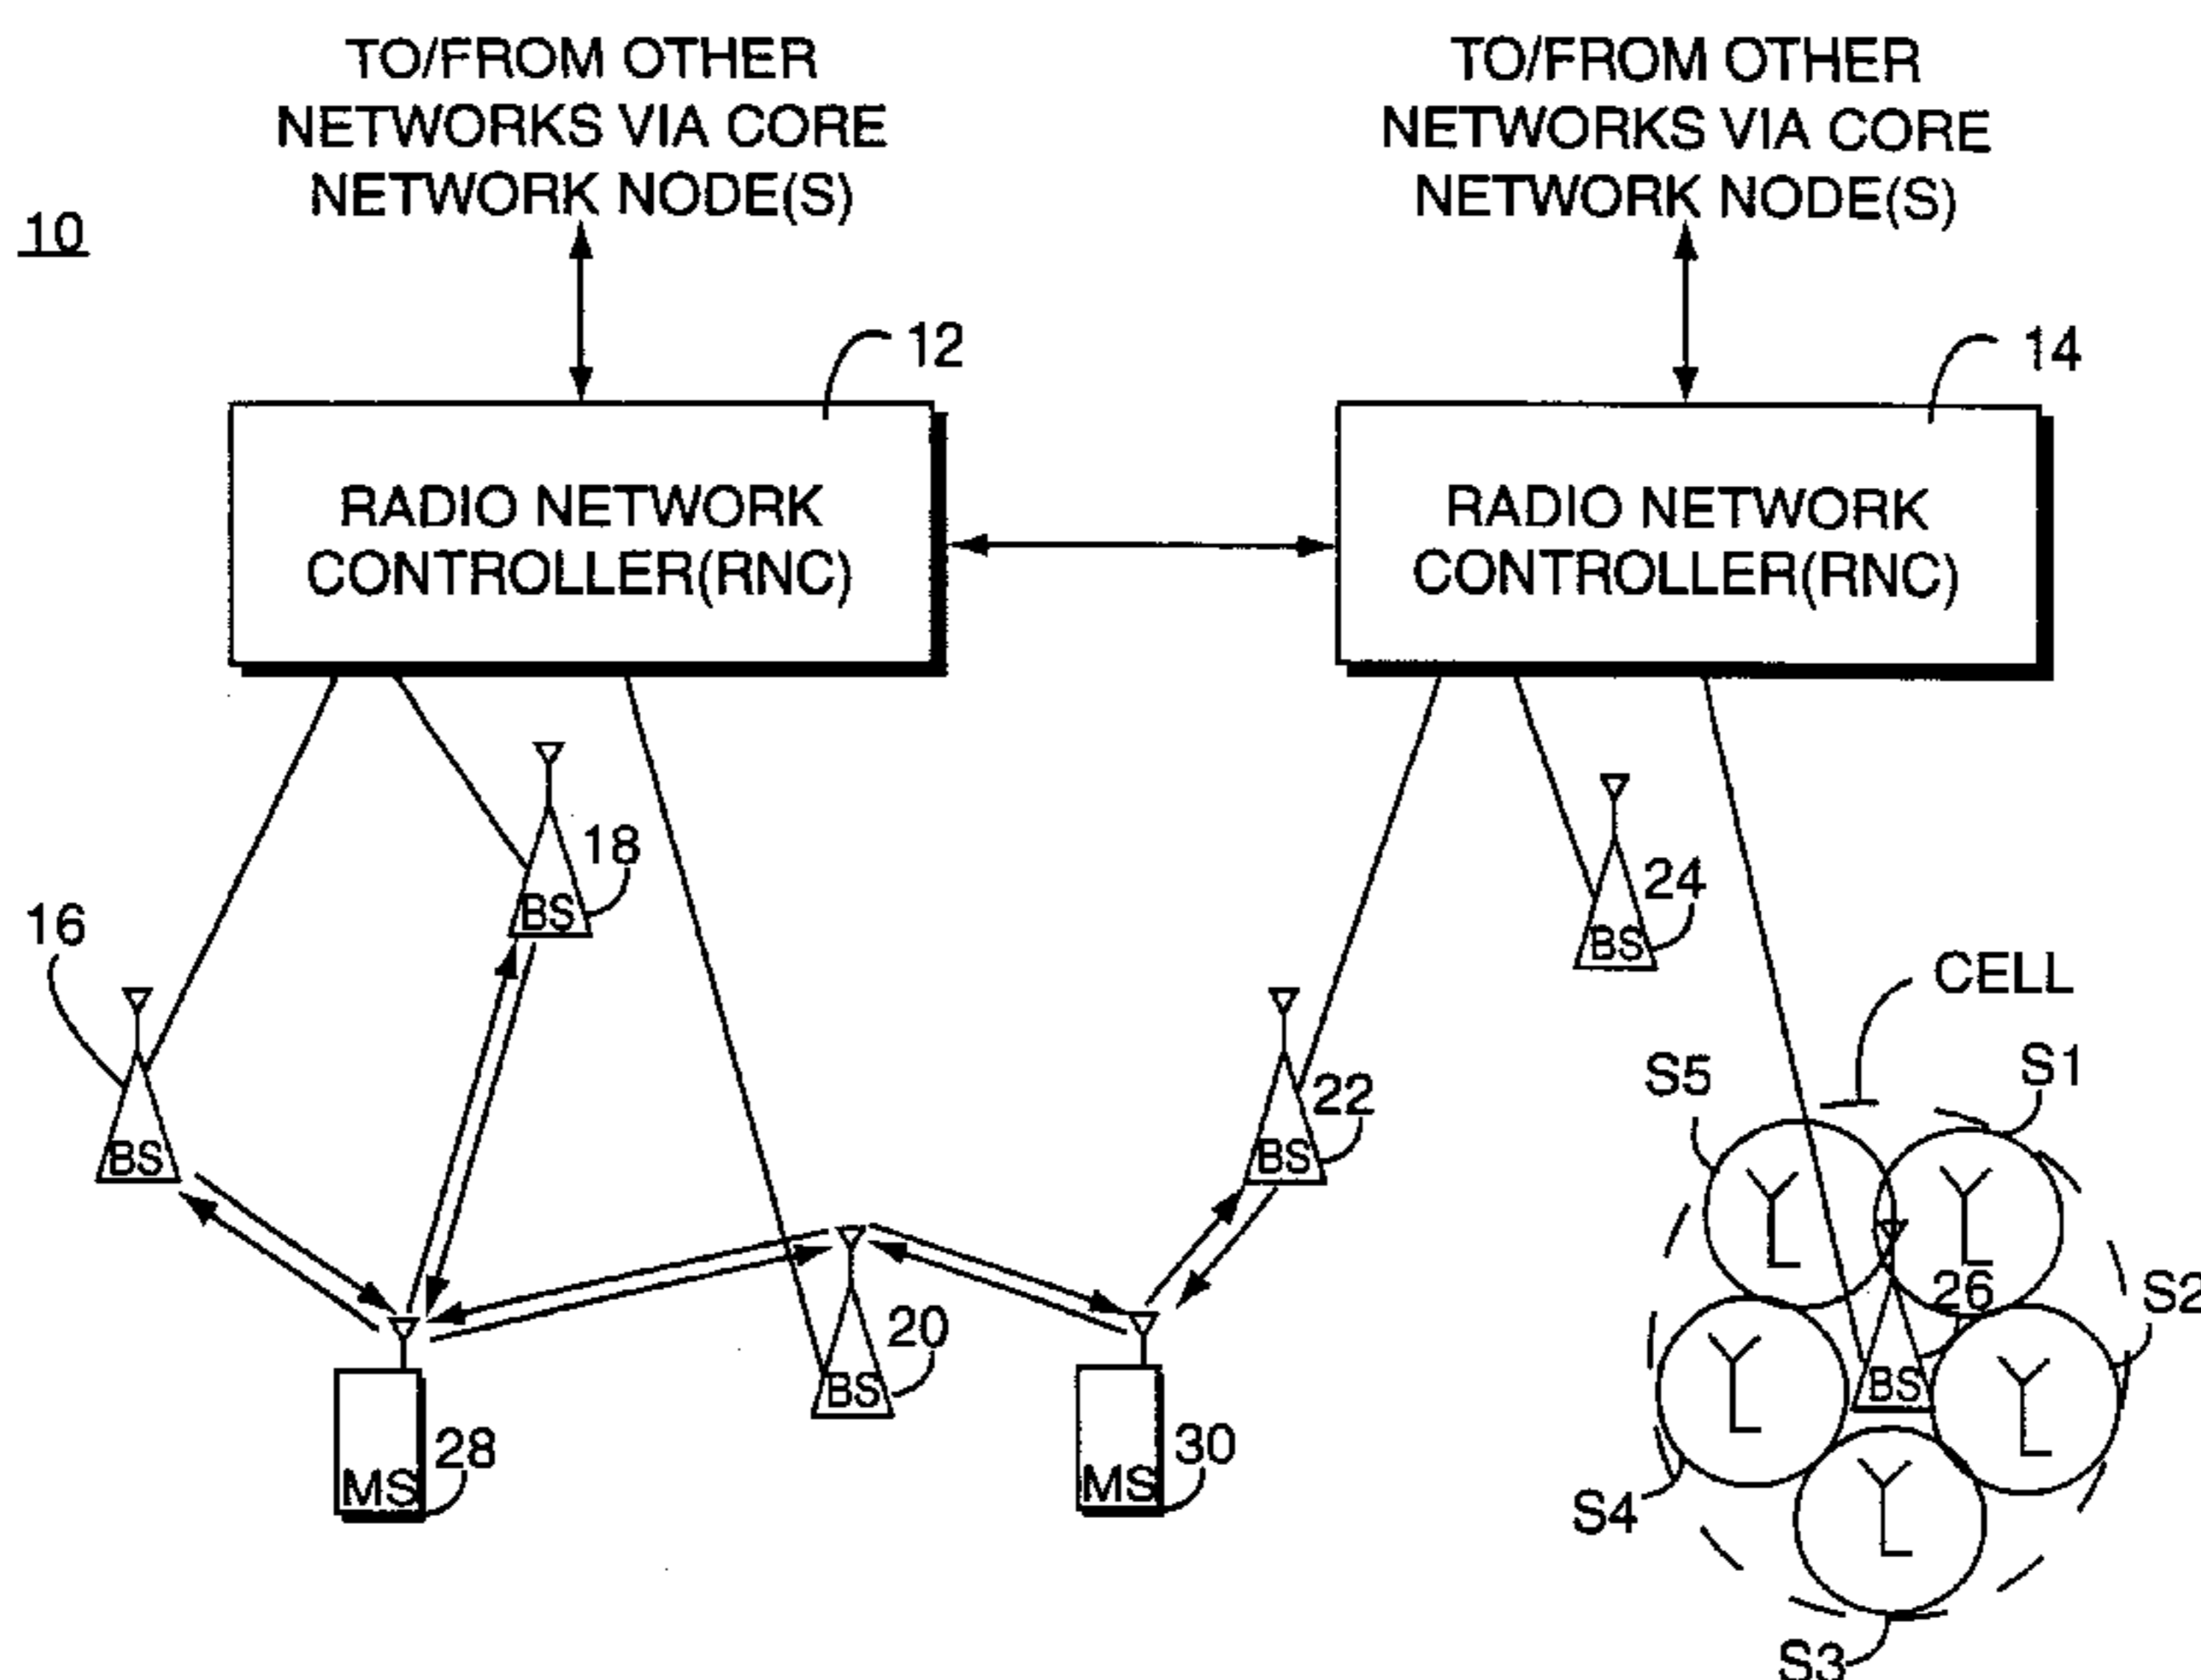 TO/FROM OTHER
NETWORKS VIA CORE
NETWORK NODE(S)
TO/FROM OTHER
NETWORKS VIA CORE
NETWORK NODE(S)
10
12
14
RADIO NETWORK
CONTROLLER(RNC)
RADIO NETWORK
CONTROLLER(RNC)
18
BS
24
BS
16
BS
CELL
22
BS
S5
S1
26
BS
S2
20
BS
28
MS
30
MS
S4
S3